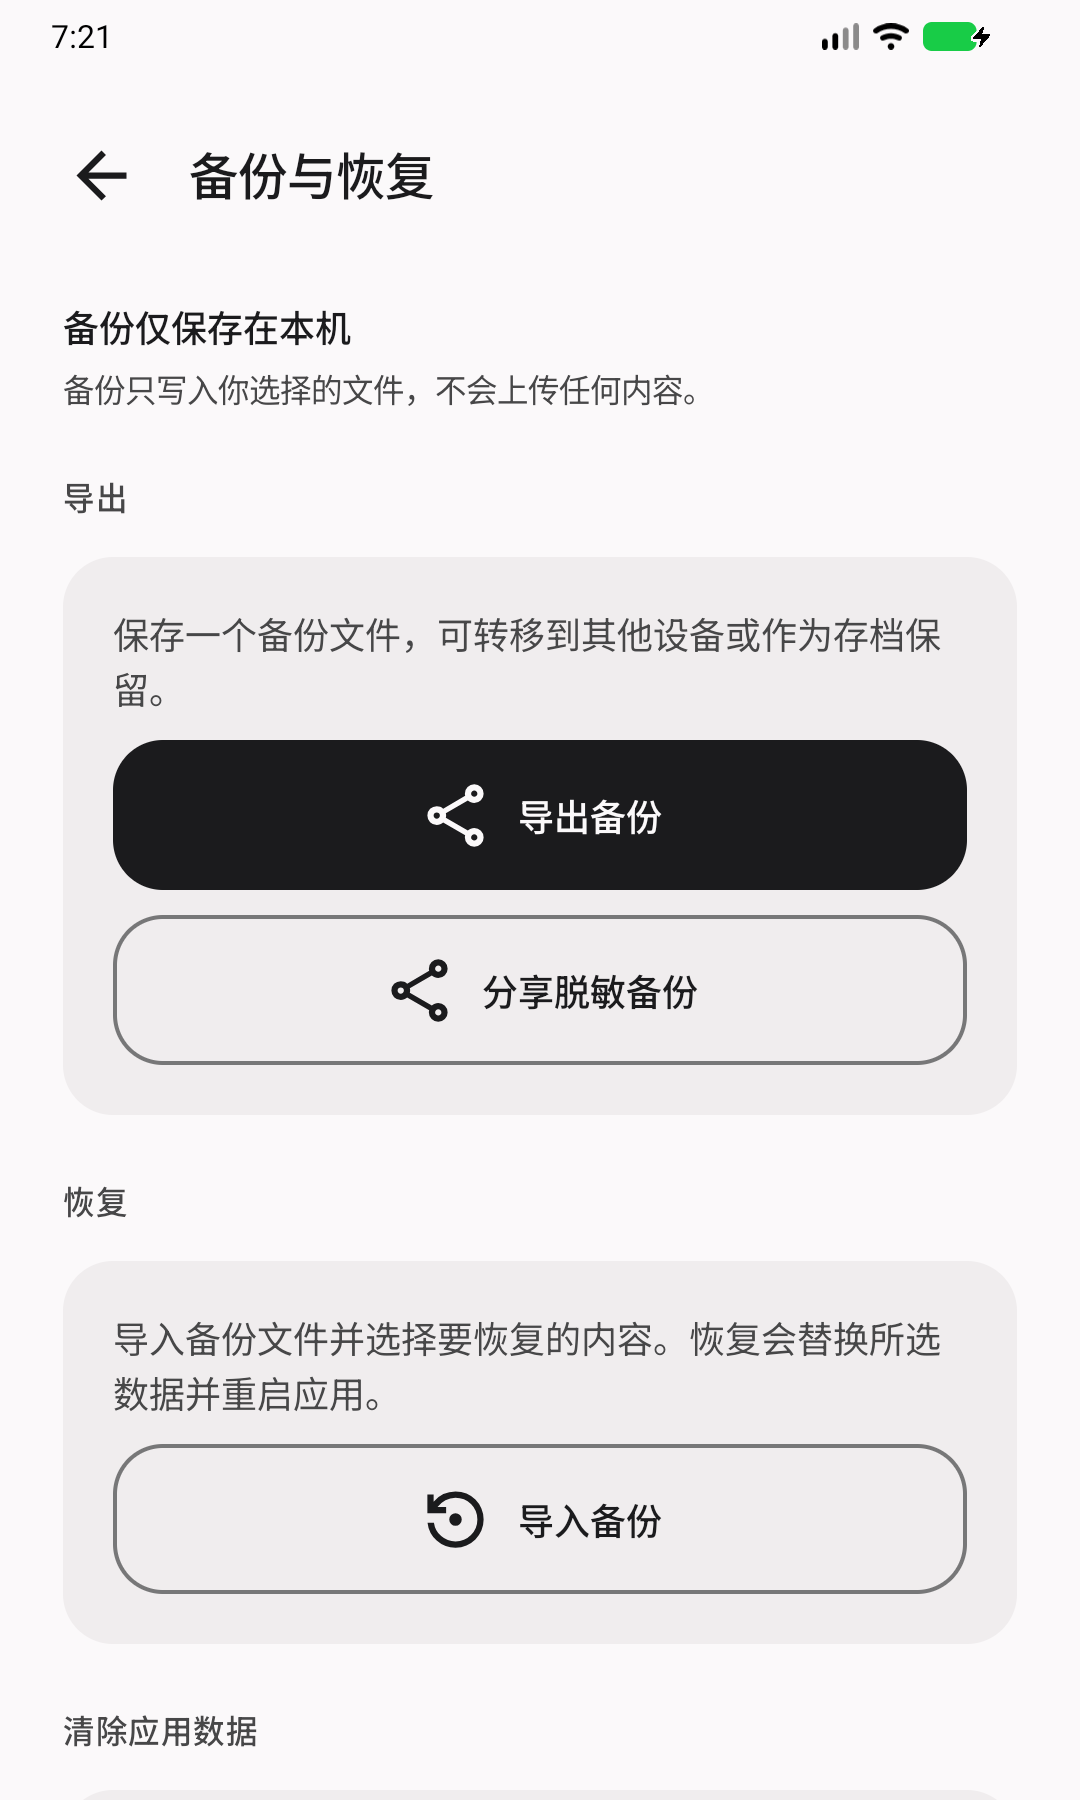 7:21
备份与恢复
备份仅保存在本机
备份只写入你选择的文件，不会上传任何内容。
导出
保存一个备份文件，可转移到其他设备或作为存档保
留。
导出备份
分享脱敏备份
恢复
导入备份文件并选择要恢复的内容。恢复会替换所选
数据并重启应用。
导入备份
清除应用数据